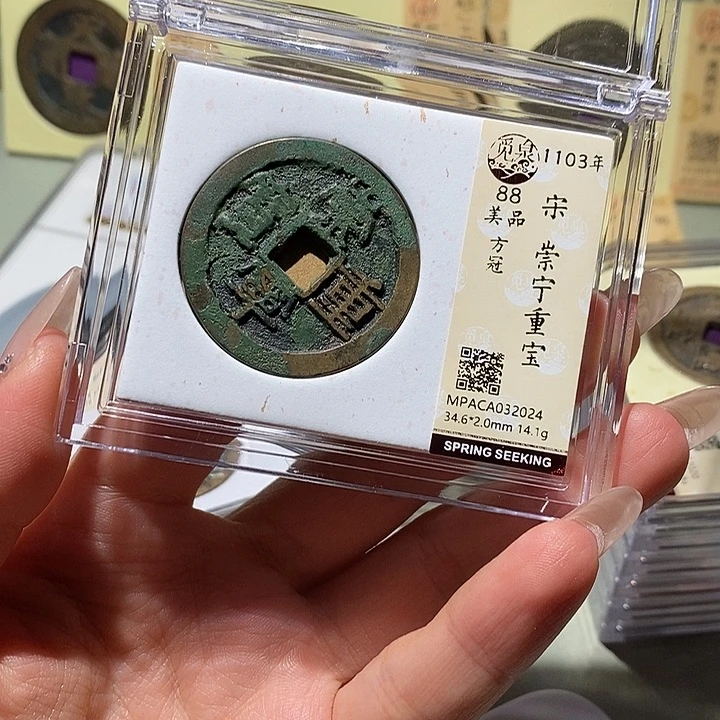 觅泉
1103年
88
美品
方冠
宋 崇宁重宝
MPACA032024
34.6*2.0mm 14.1g
SPRING SEEKING